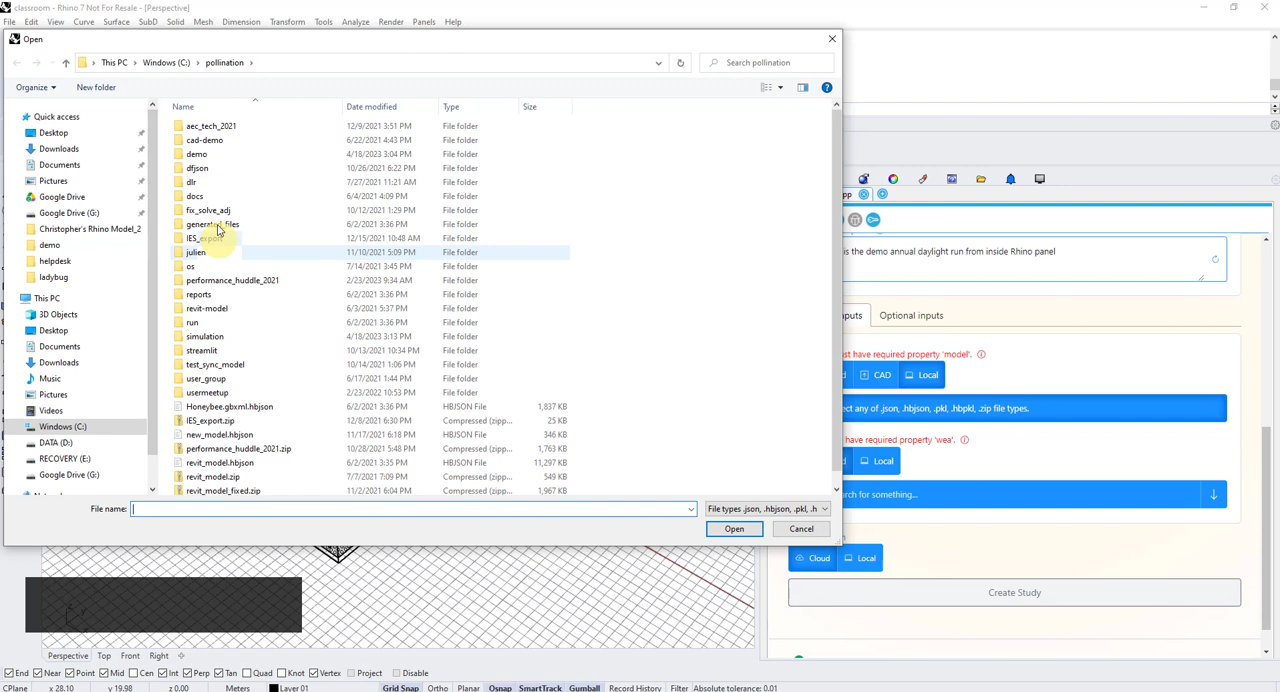 classroom - Rhino 7 Not For Resale - [Perspective]
File Edit View Curve Surface SubD Solid Mesh Dimension Transform Tools Analyze Render Panels Help
Open
This PC > Windows (C:) > pollination >
Search pollination
Organize
New folder
Name Date modified Type Size
Quick access
Desktop
Downloads
Documents
Pictures
Google Drive
Google Drive (G:)
Christopher's Rhino Model_2
demo
helpdesk
ladybug
This PC
3D Objects
Desktop
Documents
Downloads
Music
Pictures
Videos
Windows (C:)
DATA (D:)
RECOVERY (E:)
Google Drive (G:)
aec_tech_2021 12/9/2021 3:51 PM File folder
cad-demo 6/22/2021 4:43 PM File folder
demo 4/18/2023 3:04 PM File folder
dfjson 10/26/2021 6:22 PM File folder
dlr 7/27/2021 11:21 AM File folder
docs 6/4/2021 4:09 PM File folder
fix_solve_adj 10/12/2021 1:29 PM File folder
generated_files 6/2/2021 3:36 PM File folder
IES_export 12/15/2021 10:48 AM File folder
julien 11/10/2021 5:09 PM File folder
os 7/14/2021 3:45 PM File folder
performance_huddle_2021 2/23/2023 9:34 AM File folder
reports 6/2/2021 3:36 PM File folder
revit-model 6/3/2021 5:37 PM File folder
run 6/2/2021 3:36 PM File folder
simulation 4/18/2023 3:13 PM File folder
streamlit 10/13/2021 10:34 PM File folder
test_sync_model 10/14/2021 1:06 PM File folder
user_group 6/17/2021 1:44 PM File folder
usermeetup 2/23/2022 10:53 PM File folder
Honeybee.gbxml.hbjson 6/2/2021 3:36 PM HBJSON File 1,837 KB
IES_export.zip 12/8/2021 6:30 PM Compressed (zipp... 25 KB
new_model.hbjson 11/17/2021 6:18 PM HBJSON File 346 KB
performance_huddle_2021.zip 10/28/2021 5:48 PM Compressed (zipp... 1,763 KB
revit_model.hbjson 6/2/2021 3:35 PM HBJSON File 11,297 KB
revit_model.zip 7/7/2021 7:09 PM Compressed (zipp... 549 KB
revit_model_fixed.zip 11/2/2021 6:04 PM Compressed (zipp... 1,967 KB
File name:
File types .json, .hbjson, .pkl, .h
Open Cancel
pp
is the demo annual daylight run from inside Rhino panel
puts Optional inputs
st have required property 'model'.
d CAD Local
ect any of .json, .hbjson, .pkl, .hbpkl, .zip file types.
have required property 'wea'.
d Local
rch for something...
n
Cloud Local
Create Study
Perspective Top Front Right
End Near Point Mid Cen Int Perp Tan Quad Knot Vertex Project Disable
CPlane x 28.10 y 19.98 z 0.00 Meters Layer 01 Grid Snap Ortho Planar Osnap SmartTrack Gumball Record History Filter Absolute tolerance: 0.01